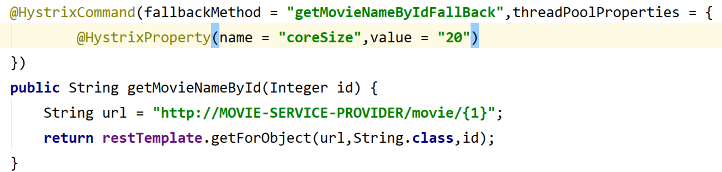 @HystrixCommand(fallbackMethod = "getMovieNameByIdFallBack",threadPoolProperties = {
        @HystrixProperty(name = "coreSize",value = "20")
})
public String getMovieNameById(Integer id) {
    String url = "http://MOVIE-SERVICE-PROVIDER/movie/{1}";
    return restTemplate.getForObject(url,String.class,id);
}